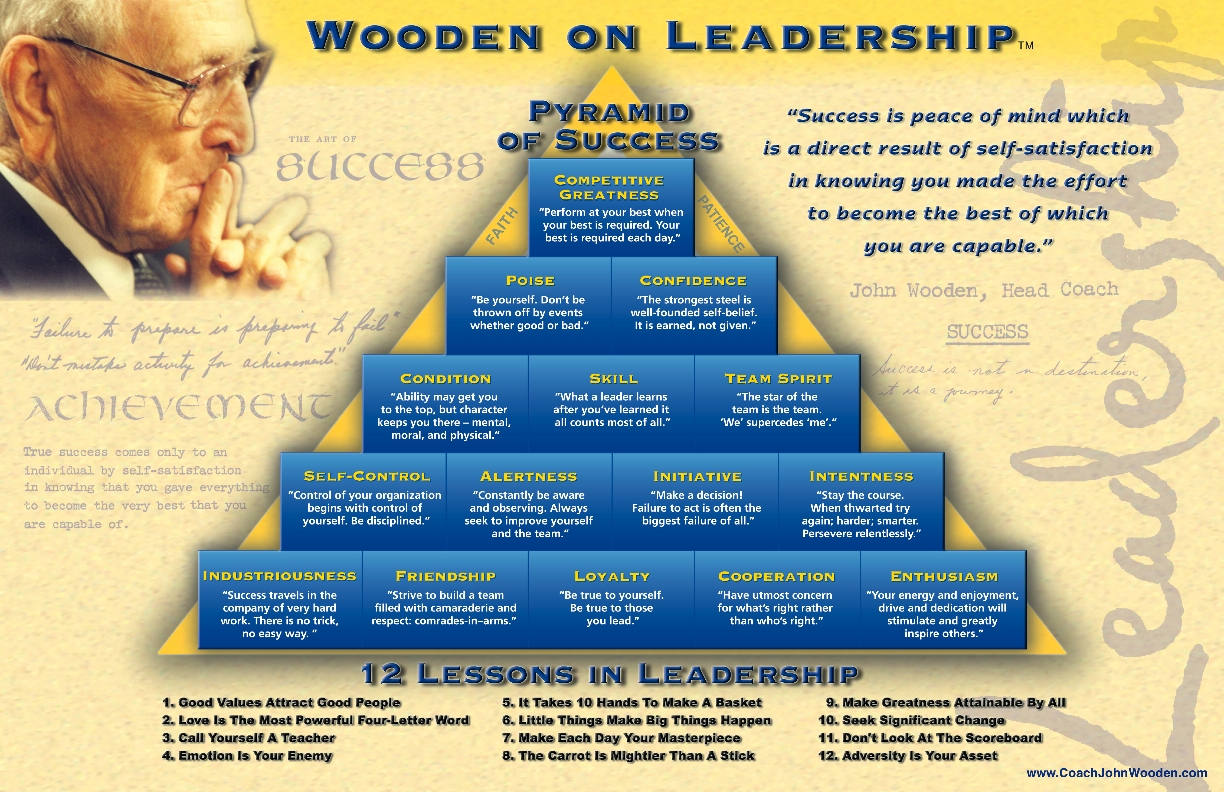 WOODEN ON LEADERSHIP™
PYRAMID
OF SUCCESS
THE ART OF
SUCCESS
"Success is peace of mind which
is a direct result of self-satisfaction
in knowing you made the effort
to become the best of which
you are capable."
John Wooden, Head Coach
SUCCESS
Success is not a destination,
it is a journey.
Leadership
"Failure to prepare is preparing to fail"
"Don't mistake activity for achievement."
ACHIEVEMENT
True success comes only to an
individual by self-satisfaction
in knowing that you gave everything
to become the very best that you
are capable of.
FAITH
PATIENCE
COMPETITIVE
GREATNESS
"Perform at your best when
your best is required. Your
best is required each day."
POISE
"Be yourself. Don't be
thrown off by events
whether good or bad."
CONFIDENCE
"The strongest steel is
well-founded self-belief.
It is earned, not given."
CONDITION
"Ability may get you
to the top, but character
keeps you there – mental,
moral, and physical."
SKILL
"What a leader learns
after you've learned it
all counts most of all."
TEAM SPIRIT
"The star of the
team is the team.
'We' supercedes 'me'."
SELF-CONTROL
"Control of your organization
begins with control of
yourself. Be disciplined."
ALERTNESS
"Constantly be aware
and observing. Always
seek to improve yourself
and the team."
INITIATIVE
"Make a decision!
Failure to act is often the
biggest failure of all."
INTENTNESS
"Stay the course.
When thwarted try
again; harder; smarter.
Persevere relentlessly."
INDUSTRIOUSNESS
"Success travels in the
company of very hard
work. There is no trick,
no easy way. "
FRIENDSHIP
"Strive to build a team
filled with camaraderie and
respect: comrades-in–arms."
LOYALTY
"Be true to yourself.
Be true to those
you lead."
COOPERATION
"Have utmost concern
for what's right rather
than who's right."
ENTHUSIASM
"Your energy and enjoyment,
drive and dedication will
stimulate and greatly
inspire others."
12 LESSONS IN LEADERSHIP
1. Good Values Attract Good People
2. Love Is The Most Powerful Four-Letter Word
3. Call Yourself A Teacher
4. Emotion Is Your Enemy
5. It Takes 10 Hands To Make A Basket
6. Little Things Make Big Things Happen
7. Make Each Day Your Masterpiece
8. The Carrot Is Mightier Than A Stick
9. Make Greatness Attainable By All
10. Seek Significant Change
11. Don't Look At The Scoreboard
12. Adversity Is Your Asset
www.CoachJohnWooden.com